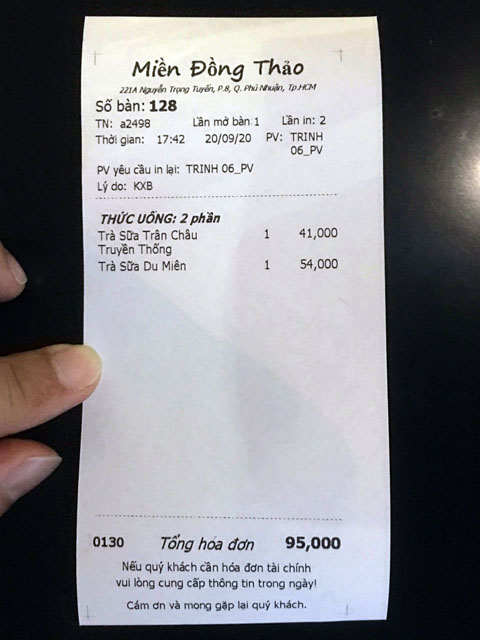 Miền Đồng Thảo
221A Nguyễn Trọng Tuyển, P.8, Q. Phú Nhuận, Tp.HCM
Số bàn: 128
TN: a2498 Lần mở bàn 1 Lần in: 2
Thời gian: 17:42 20/09/20 PV: TRINH
06_PV
PV yêu cầu in lại: TRINH 06_PV
Lý do: KXB
THỨC UỐNG: 2 phần
Trà Sữa Trân Châu 1 41,000
Truyền Thống
Trà Sữa Du Miên 1 54,000
0130 Tổng hóa đơn 95,000
Nếu quý khách cần hóa đơn tài chính
vui lòng cung cấp thông tin trong ngày!
Cảm ơn và mong gặp lại quý khách.